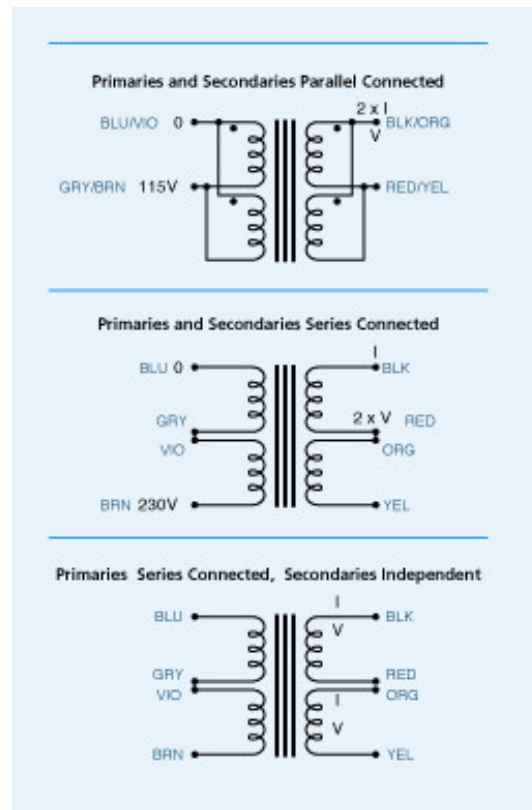 Primaries and Secondaries Parallel Connected
2 x I
BLU/VIO 0 BLK/ORG
V
GRY/BRN 115V RED/YEL
Primaries and Secondaries Series Connected
I
BLU 0 BLK
GRY 2 x V RED
VIO ORG
BRN 230V YEL
Primaries Series Connected, Secondaries Independent
I
BLU BLK
V
GRY RED
VIO I ORG
V
BRN YEL